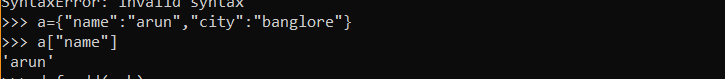 SyntaxError: invalid syntax
>>> a={"name":"arun","city":"banglore"}
>>> a["name"]
'arun'